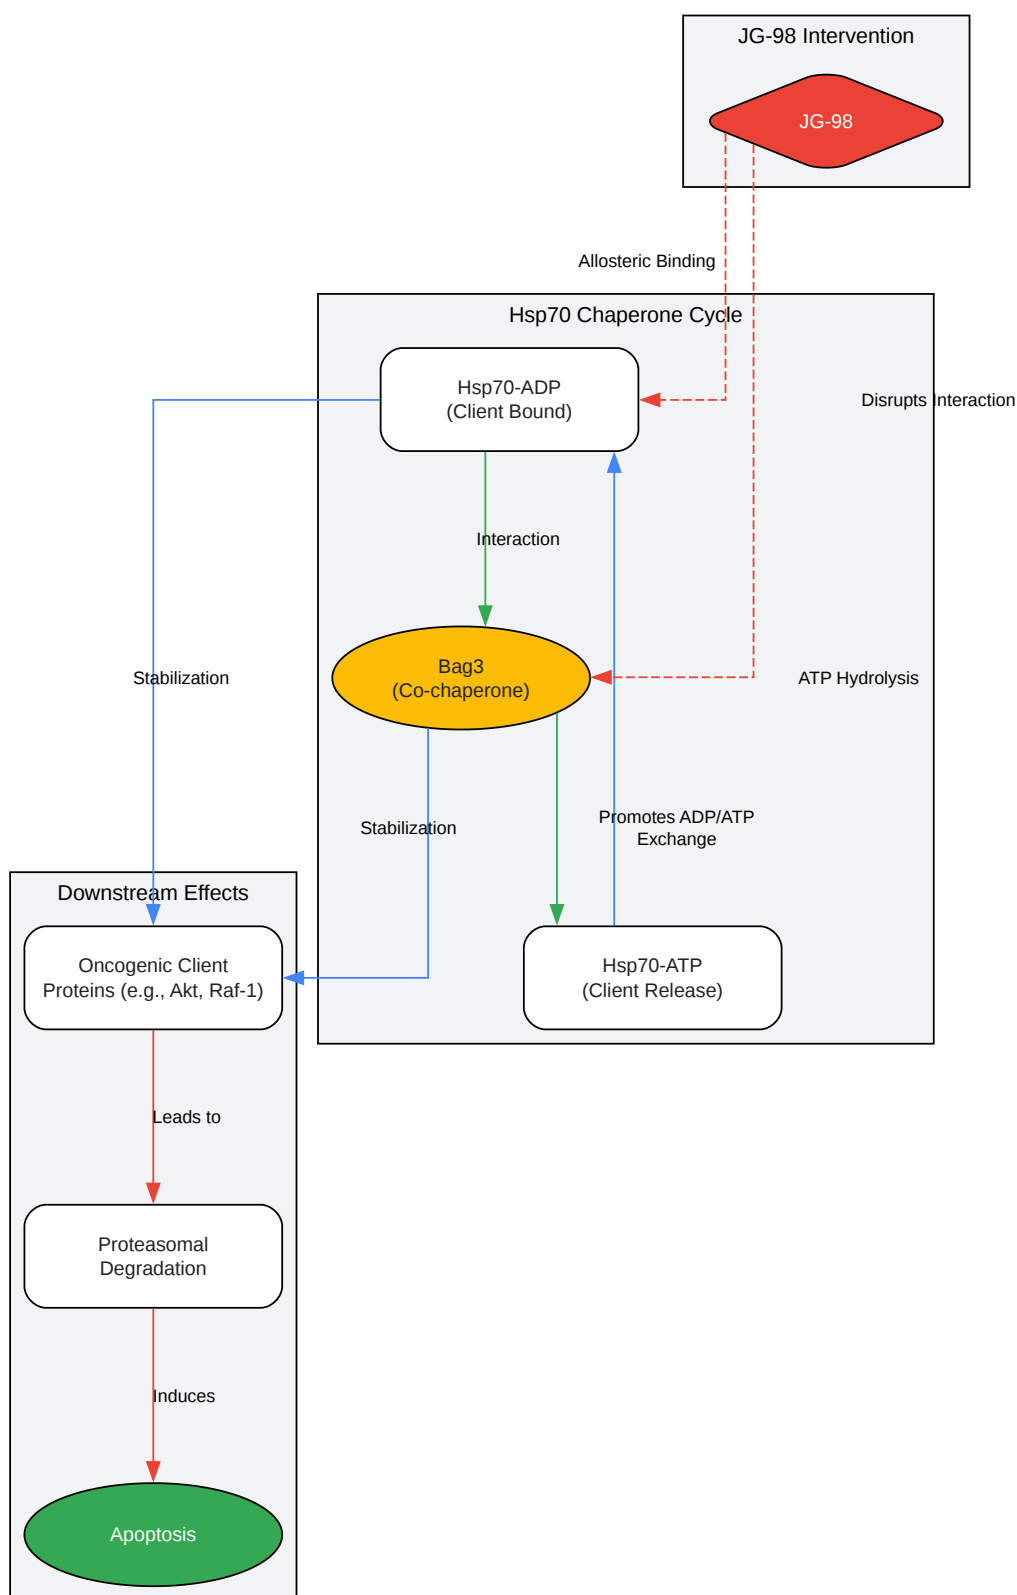 JG-98 Intervention
JG-98
Allosteric Binding
Hsp70 Chaperone Cycle
Hsp70-ADP
(Client Bound)
Disrupts Interaction
Interaction
Bag3
(Co-chaperone)
Stabilization
ATP Hydrolysis
Stabilization
Promotes ADP/ATP
Exchange
Downstream Effects
Oncogenic Client
Proteins (e.g., Akt, Raf-1)
Hsp70-ATP
(Client Release)
Leads to
Proteasomal
Degradation
Induces
Apoptosis